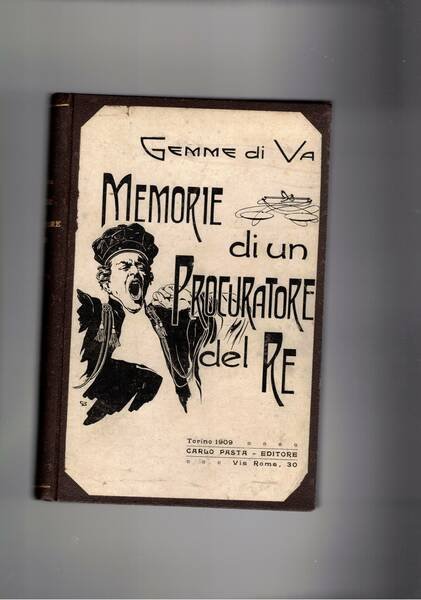 GEMME di VA
MEMORIE
di un
PROCURATORE
del RE
Torino 1909
CARLO PASTA - EDITORE
Via Roma, 30